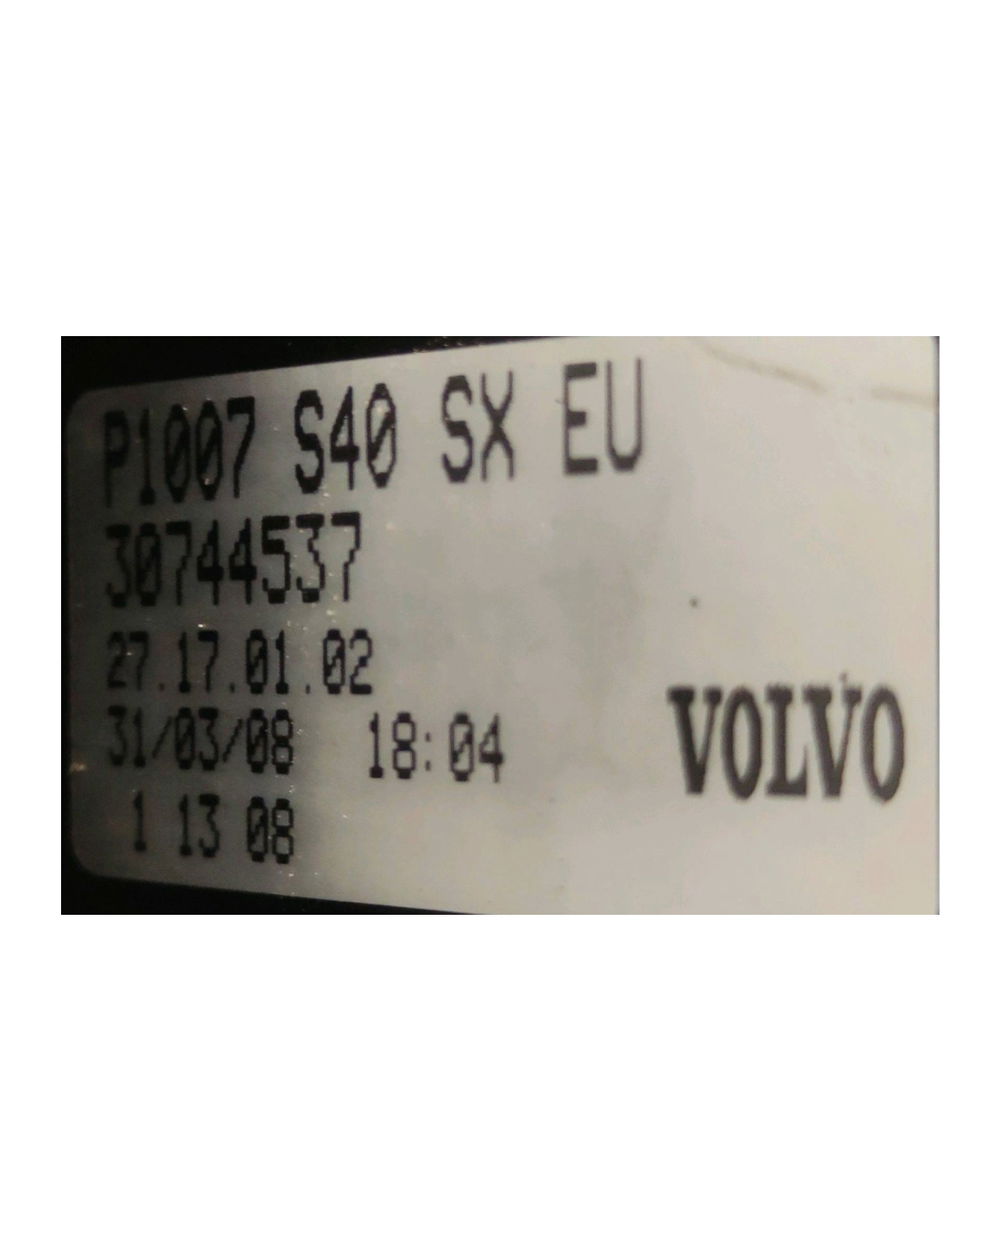 P1007 S40 SX EU
30744537
27.17.01.02
31/03/08 18:04
VOLVO
1 13 08